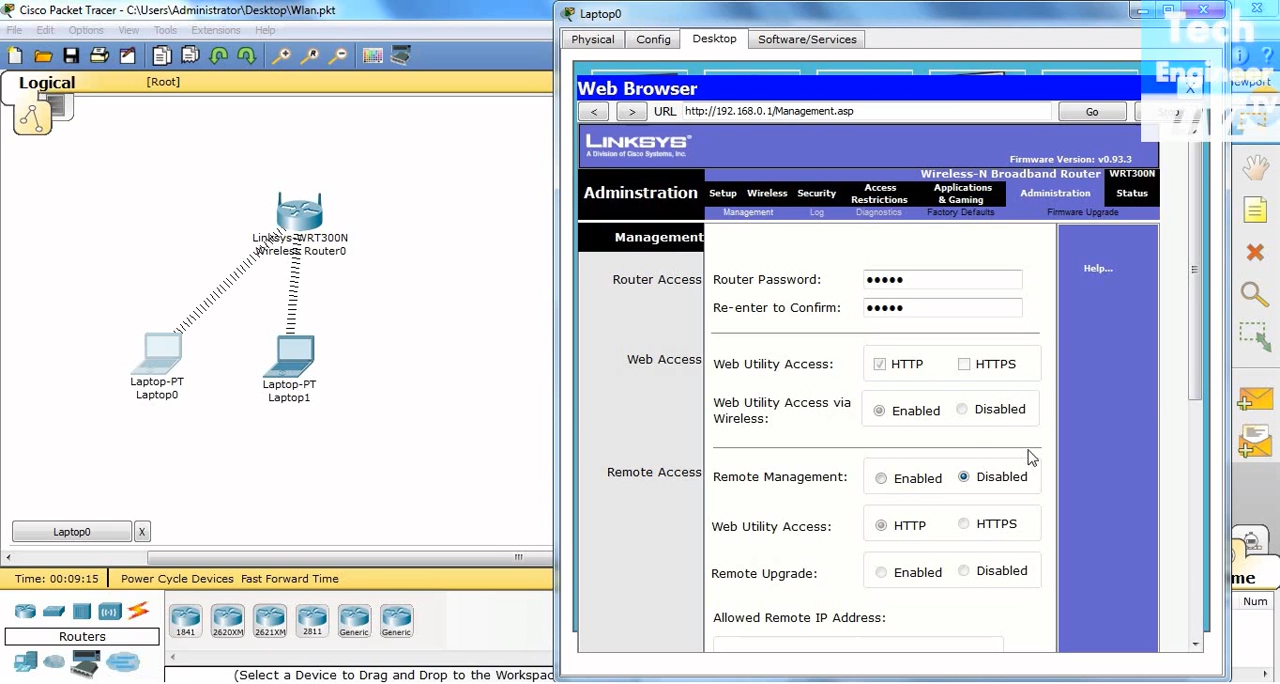 Cisco Packet Tracer - C:\Users\Administrator\Desktop\Wlan.pkt
File Edit Options View Tools Extensions Help
Logical
[Root]
Linksys-WRT300N
Wireless Router0
Laptop-PT
Laptop0
Laptop-PT
Laptop1
Laptop0 X
Time: 00:09:15 Power Cycle Devices Fast Forward Time
Routers
1841 2620XM 2621XM 2811 Generic Generic
(Select a Device to Drag and Drop to the Workspac
Laptop0
Physical Config Desktop Software/Services
Web Browser X
< > URL http://192.168.0.1/Management.asp Go
LINKSYS®
A Division of Cisco Systems, Inc.
Firmware Version: v0.93.3
Wireless-N Broadband Router WRT300N
Adminstration
Setup Wireless Security Access Restrictions Applications & Gaming Administration Status
Management Log Diagnostics Factory Defaults Firmware Upgrade
Management
Help...
Router Access Router Password: •••••
Re-enter to Confirm: •••••
Web Access Web Utility Access: HTTP HTTPS
Web Utility Access via Wireless: Enabled Disabled
Remote Access Remote Management: Enabled Disabled
Web Utility Access: HTTP HTTPS
Remote Upgrade: Enabled Disabled
Allowed Remote IP Address:
Tech
Engineer
TV
ewport
me
Num